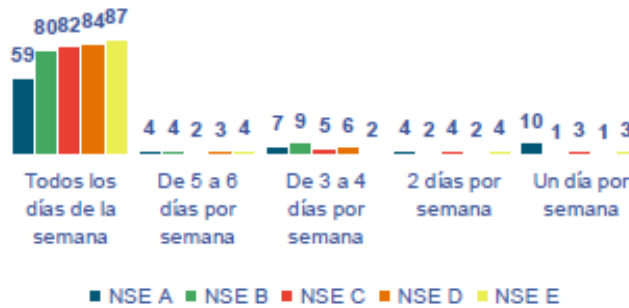 59 80 82 84 87
4 4 2 3 4
7 9 5 6 2
4 2 4 2 4
10 1 3 1 3
Todos los
días de la
semana
De 5 a 6
días por
semana
De 3 a 4
días por
semana
2 días por
semana
Un día por
semana
NSE A NSE B NSE C NSE D NSE E